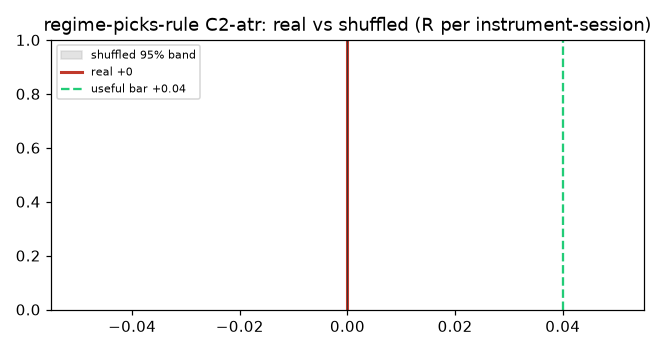 regime-picks-rule C2-atr: real vs shuffled (R per instrument-session)
shuffled 95% band
real +0
useful bar +0.04
1.0
0.8
0.6
0.4
0.2
0.0
−0.04 −0.02 0.00 0.02 0.04